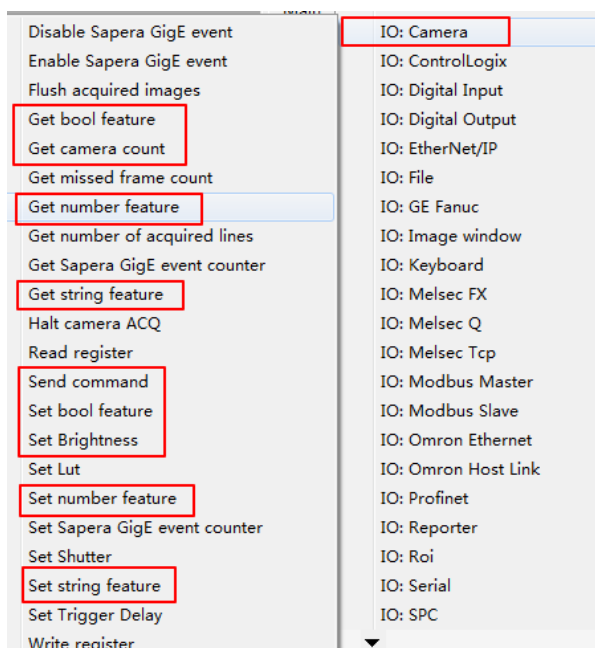 Disable Sapera GigE event
Enable Sapera GigE event
Flush acquired images
Get bool feature
Get camera count
Get missed frame count
Get number feature
Get number of acquired lines
Get Sapera GigE event counter
Get string feature
Halt camera ACQ
Read register
Send command
Set bool feature
Set Brightness
Set Lut
Set number feature
Set Sapera GigE event counter
Set Shutter
Set string feature
Set Trigger Delay
Write register
IO: Camera
IO: ControlLogix
IO: Digital Input
IO: Digital Output
IO: EtherNet/IP
IO: File
IO: GE Fanuc
IO: Image window
IO: Keyboard
IO: Melsec FX
IO: Melsec Q
IO: Melsec Tcp
IO: Modbus Master
IO: Modbus Slave
IO: Omron Ethernet
IO: Omron Host Link
IO: Profinet
IO: Reporter
IO: Roi
IO: Serial
IO: SPC